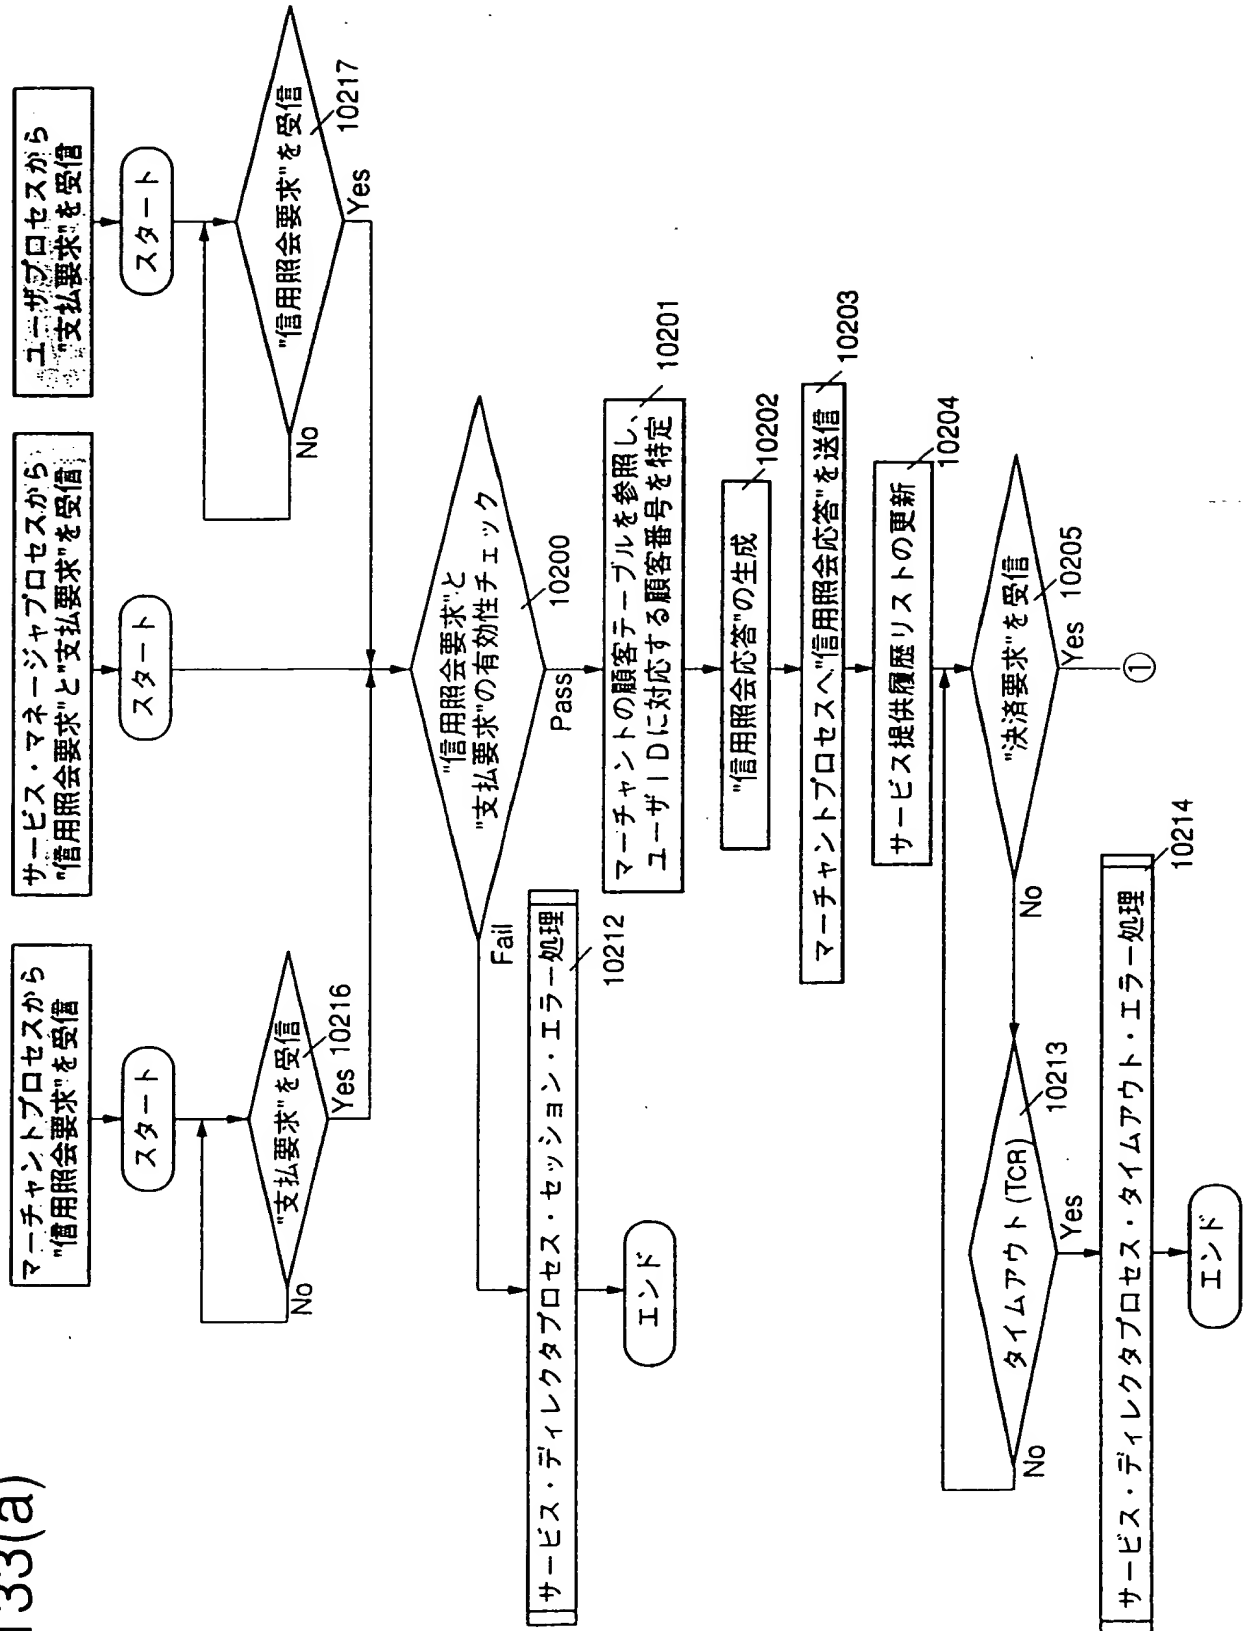 133(a)
マーチャントプロセスから
"信用照会要求"を受信
サービス・マネージャプロセスから
"信用照会要求"と"支払要求"を受信
ユーザプロセスから
"支払要求"を受信
スタート
スタート
スタート
"支払要求"を受信
10216
Yes
No
"信用照会要求"を受信
10217
Yes
No
"信用照会要求"と
"支払要求"の有効性チェック
10200
Fail
Pass
サービス・ディレクタプロセス・セッション・エラー処理
10212
エンド
マーチャントの顧客テーブルを参照し、
ユーザIDに対応する顧客番号を特定
10201
"信用照会応答"の生成
10202
マーチャントプロセスへ"信用照会応答"を送信
10203
サービス提供履歴リストの更新
10204
"決済要求"を受信
10205
Yes
①
No
タイムアウト(TCR)
10213
No
Yes
サービス・ディレクタプロセス・タイムアウト・エラー処理
10214
エンド